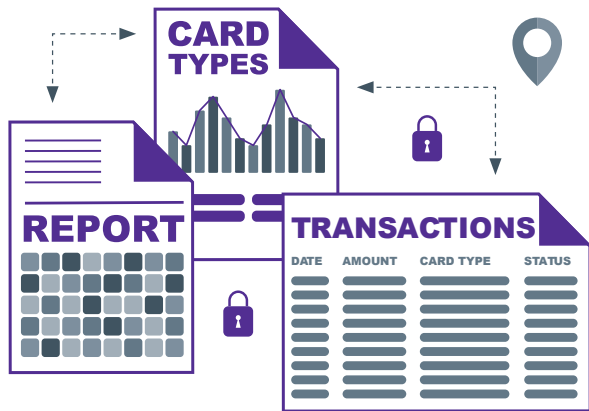 CARD
TYPES
REPORT
TRANSACTIONS
DATE AMOUNT CARD TYPE STATUS